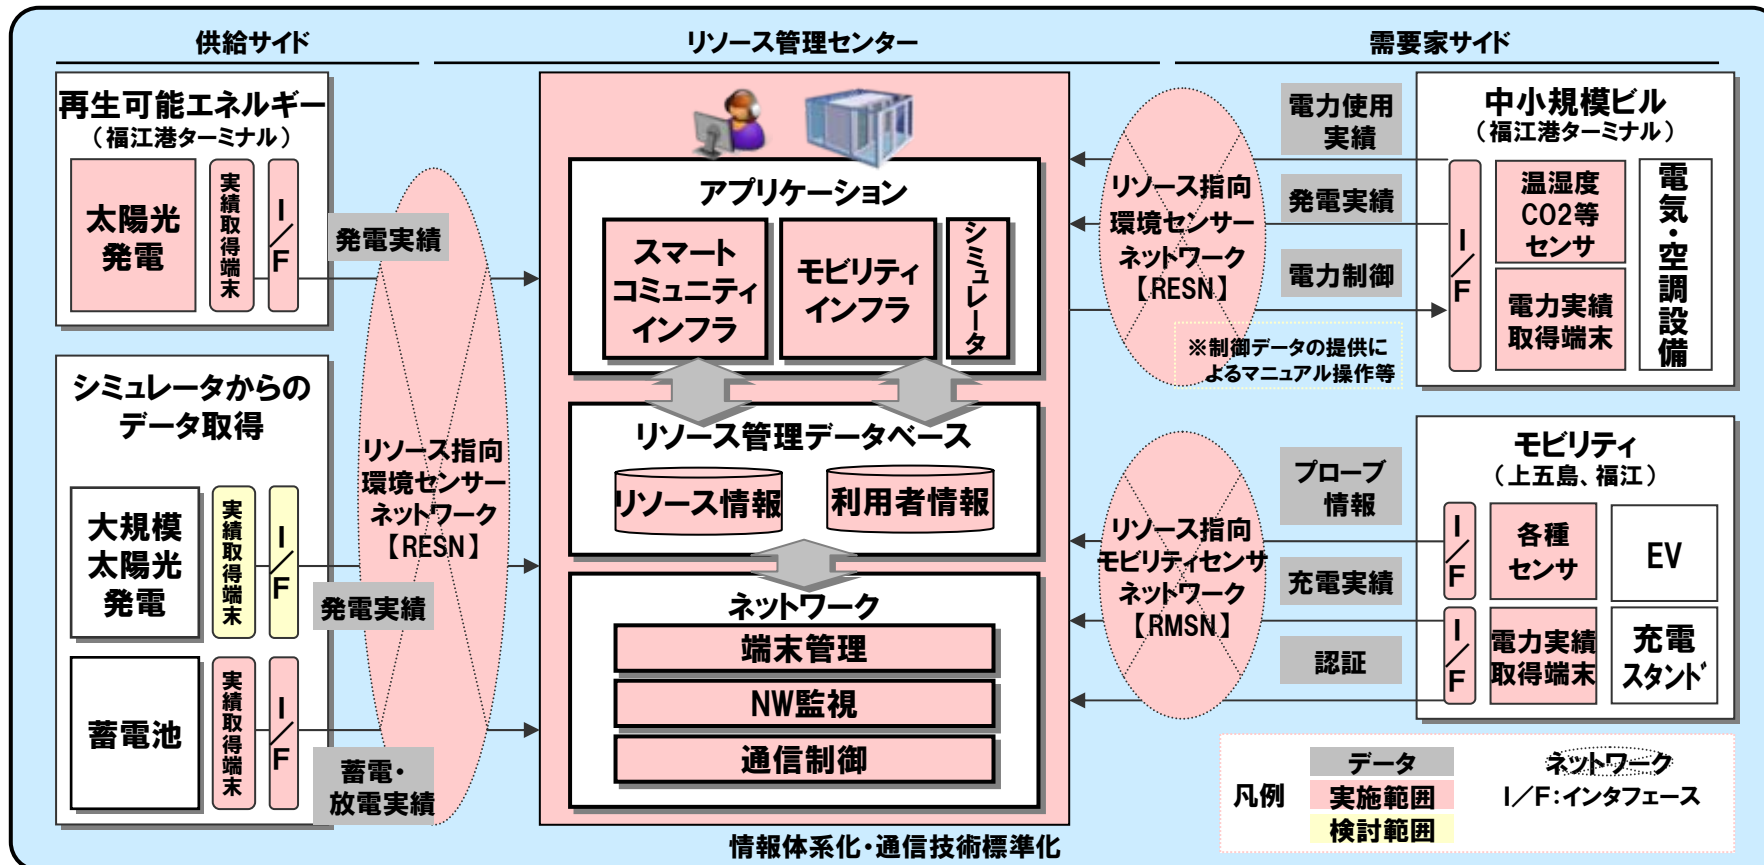 供給サイド
リソース管理センター
需要家サイド
再生可能エネルギー
（福江港ターミナル）
太陽光
発電
実績取得端末
I／F
発電実績
シミュレータからの
データ取得
大規模
太陽光
発電
実績取得端末
I／F
発電実績
蓄電池
実績取得端末
I／F
蓄電・
放電実績
リソース指向
環境センサー
ネットワーク
【RESN】
アプリケーション
スマート
コミュニティ
インフラ
モビリティ
インフラ
シミュレータ
リソース管理データベース
リソース情報
利用者情報
ネットワーク
端末管理
NW監視
通信制御
情報体系化・通信技術標準化
リソース指向
環境センサー
ネットワーク
【RESN】
電力使用
実績
発電実績
電力制御
※制御データの提供に
よるマニュアル操作等
中小規模ビル
（福江港ターミナル）
I／F
温湿度
CO2等
センサ
電力実績
取得端末
電気・空調設備
リソース指向
モビリティセンサ
ネットワーク
【RMSN】
プローブ
情報
充電実績
認証
モビリティ
（上五島、福江）
I／F
各種
センサ
EV
I／F
電力実績
取得端末
充電
スタンド
凡例
データ
実施範囲
検討範囲
ネットワーク
I／F：インタフェース